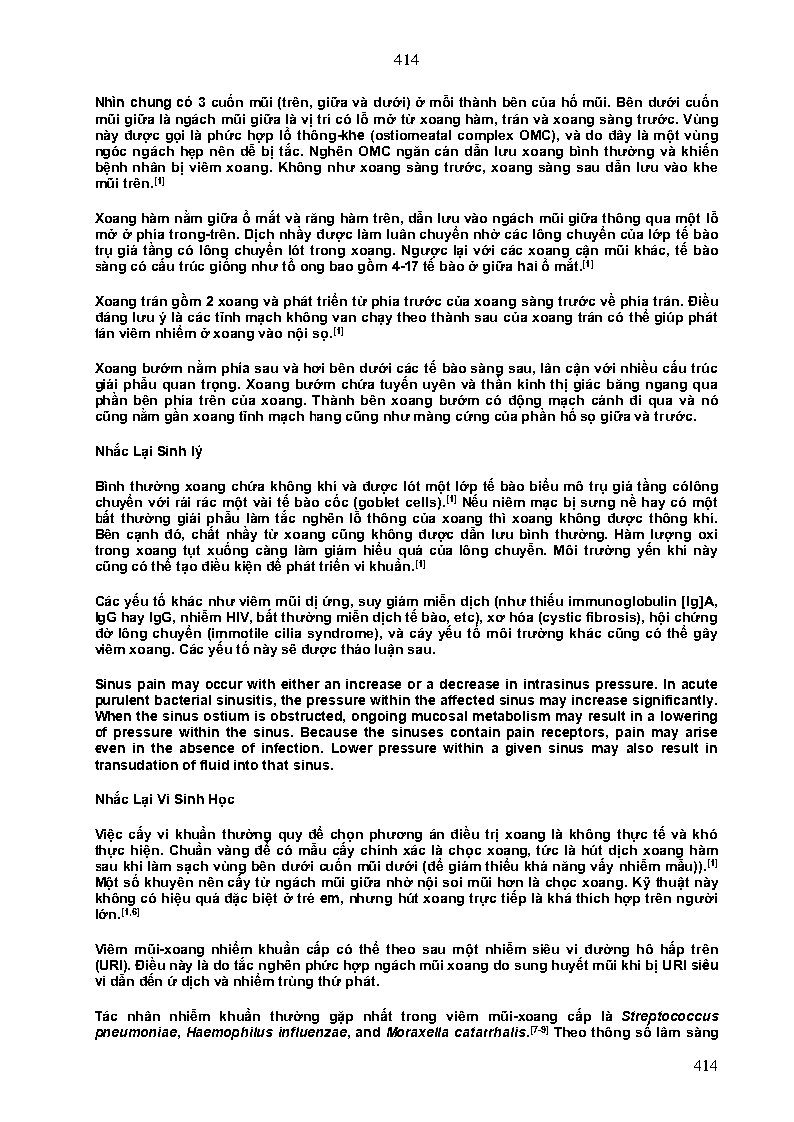 414
Nhìn chung có 3 cuốn mũi (trên, giữa và dưới) ở mỗi thành bên của hố mũi. Bên dưới cuốn
mũi giữa là ngách mũi giữa là vị trí có lỗ mở từ xoang hàm, trán và xoang sàng trước. Vùng
này được gọi là phức hợp lỗ thông-khe (ostiomeatal complex OMC), và do đây là một vùng
ngóc ngách hẹp nên dễ bị tắc. Nghẽn OMC ngăn cản dẫn lưu xoang bình thường và khiến
bệnh nhân bị viêm xoang. Không như xoang sàng trước, xoang sàng sau dẫn lưu vào khe
mũi trên.[1]
Xoang hàm nằm giữa ổ mắt và răng hàm trên, dẫn lưu vào ngách mũi giữa thông qua một lỗ
mở ở phía trong-trên. Dịch nhầy được làm luân chuyển nhờ các lông chuyển của lớp tế bào
trụ giả tầng có lông chuyển lót trong xoang. Ngược lại với các xoang cận mũi khác, tế bào
sàng có cấu trúc giống như tổ ong bao gồm 4-17 tế bào ở giữa hai ổ mắt.[1]
Xoang trán gồm 2 xoang và phát triển từ phía trước của xoang sàng trước về phía trán. Điều
đáng lưu ý là các tĩnh mạch không van chạy theo thành sau của xoang trán có thể giúp phát
tán viêm nhiễm ở xoang vào nội sọ.[1]
Xoang bướm nằm phía sau và hơi bên dưới các tế bào sàng sau, lân cận với nhiều cấu trúc
giải phẫu quan trọng. Xoang bướm chứa tuyến uyên và thần kinh thị giác băng ngang qua
phần bên phía trên của xoang. Thành bên xoang bướm có động mạch cảnh đi qua và nó
cũng nằm gần xoang tĩnh mạch hang cũng như màng cứng của phần hố sọ giữa và trước.
Nhắc Lại Sinh lý
Bình thường xoang chứa không khí và được lót một lớp tế bào biểu mô trụ giả tầng cólông
chuyển với rải rác một vài tế bào cốc (goblet cells).[1] Nếu niêm mạc bị sưng nề hay có một
bất thường giải phẫu làm tắc nghẽn lỗ thông của xoang thì xoang không được thông khí.
Bên cạnh đó, chất nhầy từ xoang cũng không được dẫn lưu bình thường. Hàm lượng oxi
trong xoang tụt xuống càng làm giảm hiểu quả của lông chuyển. Môi trường yến khí này
cũng có thể tạo điều kiện để phát triển vi khuẩn.[1]
Các yếu tố khác như viêm mũi dị ứng, suy giảm miễn dịch (như thiếu immunoglobulin [Ig]A,
IgG hay IgG, nhiễm HIV, bất thường miễn dịch tế bào, etc), xơ hóa (cystic fibrosis), hội chứng
đờ lông chuyển (immotile cilia syndrome), và cáy yếu tố môi trường khác cũng có thể gây
viêm xoang. Các yếu tố này sẽ được thảo luận sau.
Sinus pain may occur with either an increase or a decrease in intrasinus pressure. In acute
purulent bacterial sinusitis, the pressure within the affected sinus may increase significantly.
When the sinus ostium is obstructed, ongoing mucosal metabolism may result in a lowering
of pressure within the sinus. Because the sinuses contain pain receptors, pain may arise
even in the absence of infection. Lower pressure within a given sinus may also result in
transudation of fluid into that sinus.
Nhắc Lại Vi Sinh Học
Việc cấy vi khuẩn thường quy để chọn phương án điều trị xoang là không thực tế và khó
thực hiện. Chuẩn vàng để có mẫu cấy chính xác là chọc xoang, tức là hút dịch xoang hàm
sau khi làm sạch vùng bên dưới cuốn mũi dưới (để giảm thiểu khả năng vấy nhiễm mẫu)).[1]
Một số khuyên nên cấy từ ngách mũi giữa nhờ nội soi mũi hơn là chọc xoang. Kỹ thuật này
không có hiệu quả đặc biệt ở trẻ em, nhưng hút xoang trực tiếp là khá thích hợp trên người
lớn.[1,6]
Viêm mũi-xoang nhiễm khuẩn cấp có thể theo sau một nhiễm siêu vi đường hô hấp trên
(URI). Điều này là do tắc nghẽn phức hợp ngách mũi xoang do sung huyết mũi khi bị URI siêu
vi dẫn đến ứ dịch và nhiễm trùng thứ phát.
Tác nhân nhiễm khuẩn thường gặp nhất trong viêm mũi-xoang cấp là Streptococcus
pneumoniae, Haemophilus influenzae, and Moraxella catarrhalis.[7-9] Theo thông số lâm sàng
414